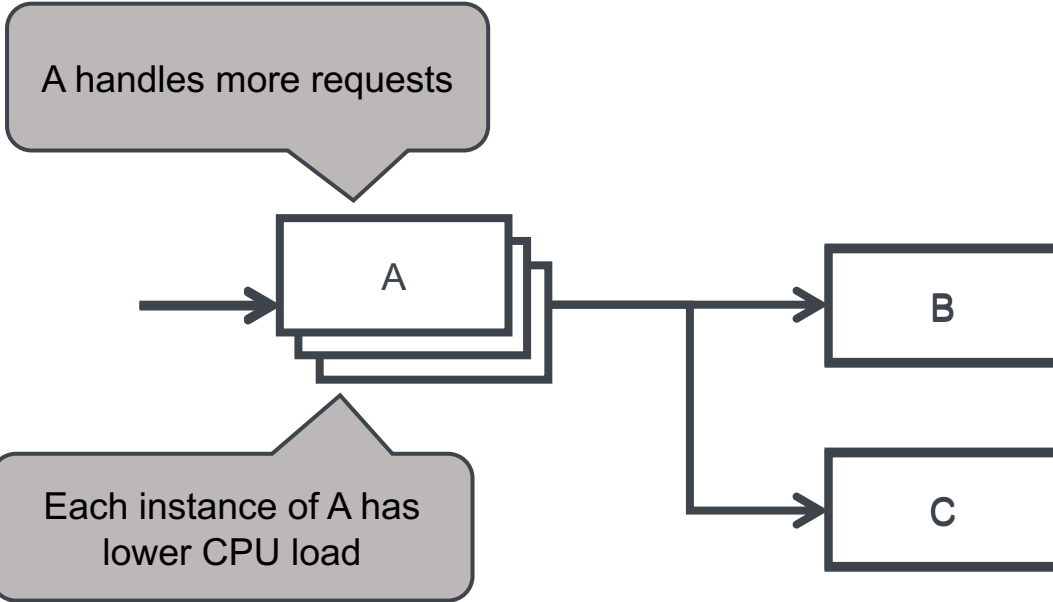 A handles more requests
A
B
Each instance of A has
lower CPU load
C